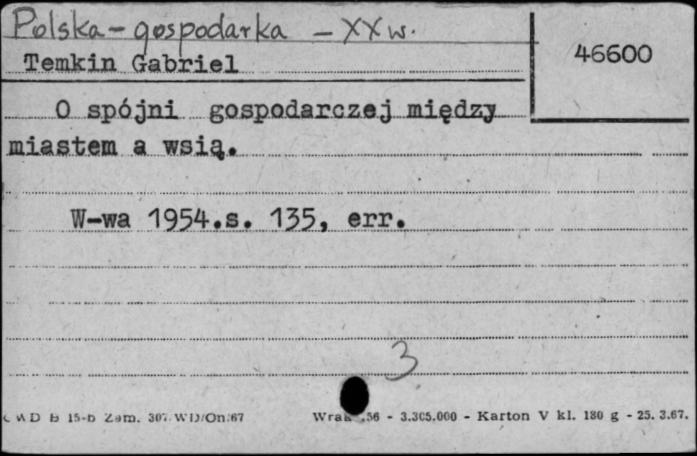 Polska - gospodarka - XX w.
46600
Temkin Gabriel
O spójni gospodarczej między
miastem a wsią.
W-wa 1954.s. 135, err.
3
WD B 15-b Zam. 307/WD/On/67 56 - 3.305.000 - Karton V kl. 180 g - 25. 3.67.